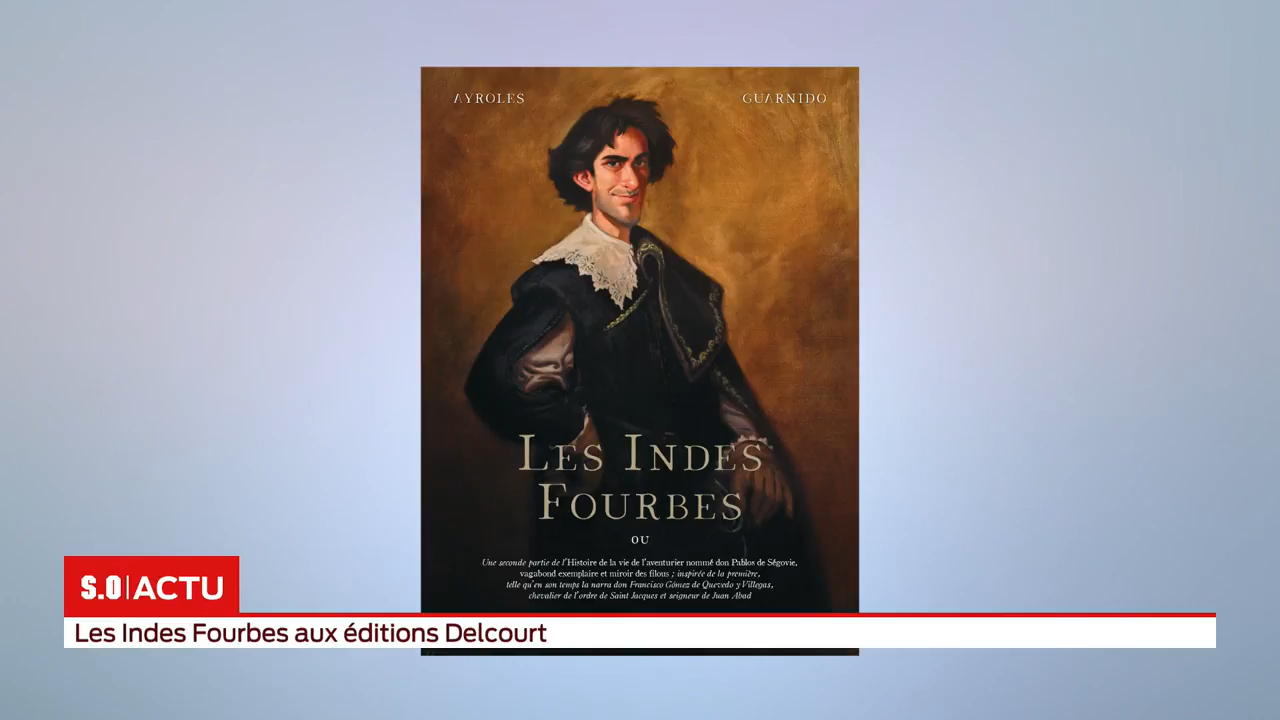 AYROLES GUARNIDO
LES INDES
FOURBES
OU
Une seconde partie de l'Histoire de la vie de l'aventurier nommé don Pablos de Ségovie,
vagabond exemplaire et miroir des filous ; inspirée de la première,
telle qu'en son temps la narra don Francisco Gómez de Quevedo y Villegas,
chevalier de l'ordre de Saint Jacques et seigneur de Juan Abad
S.O|ACTU
Les Indes Fourbes aux éditions Delcourt